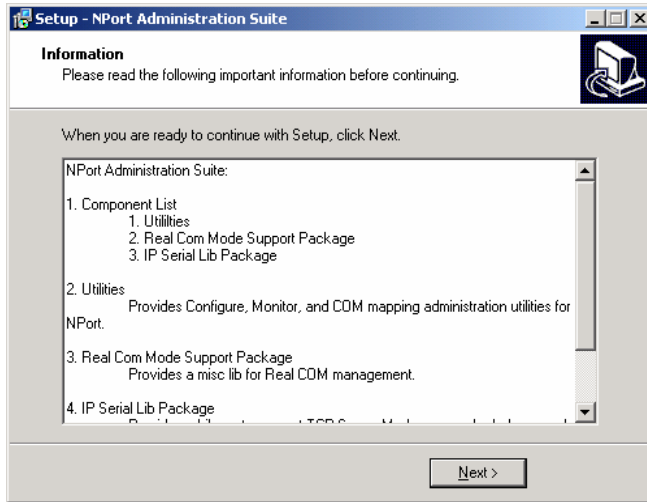 Setup - NPort Administration Suite
Information
Please read the following important information before continuing.
When you are ready to continue with Setup, click Next.
NPort Administration Suite:
1. Component List
1. Utililties
2. Real Com Mode Support Package
3. IP Serial Lib Package
2. Utilities
Provides Configure, Monitor, and COM mapping administration utilities for
NPort.
3. Real Com Mode Support Package
Provides a misc lib for Real COM management.
4. IP Serial Lib Package
Next >